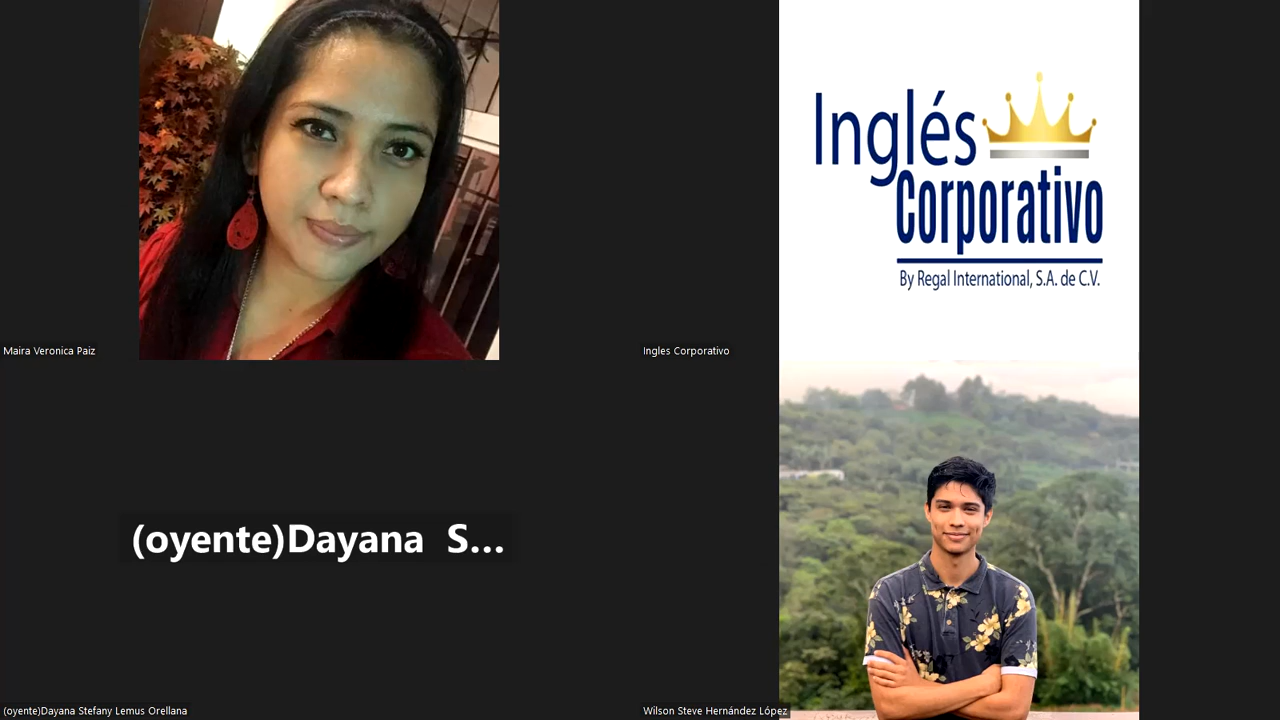 Inglés
Corporativo
By Regal International, S.A. de C.V.
Maira Veronica Paiz
Ingles Corporativo
(oyente)Dayana S...
(oyente)Dayana Stefany Lemus Orellana
Wilson Steve Hernández López